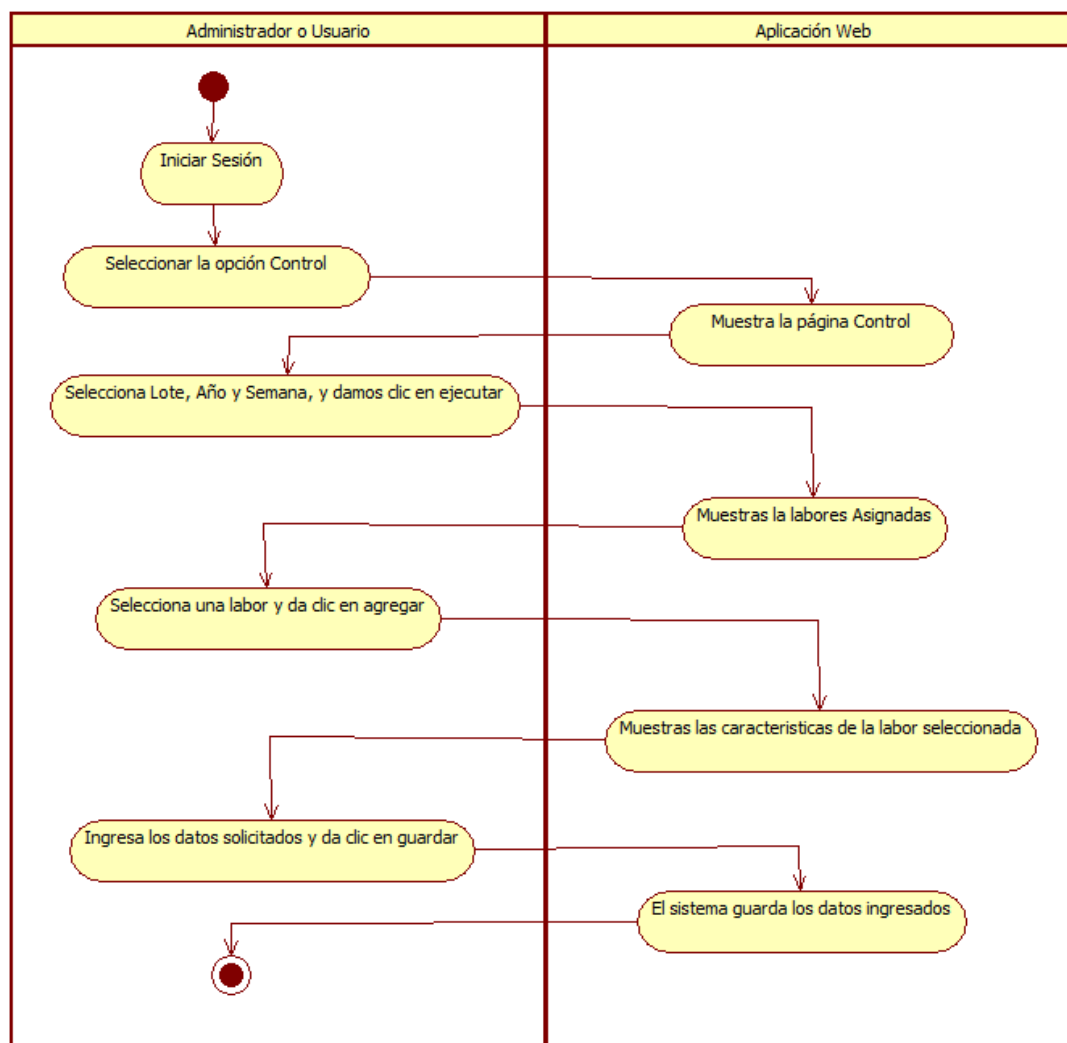 Administrador o Usuario
Aplicación Web
Iniciar Sesión
Seleccionar la opción Control
Muestra la página Control
Selecciona Lote, Año y Semana, y damos clic en ejecutar
Muestras la labores Asignadas
Selecciona una labor y da clic en agregar
Muestras las caracteristicas de la labor seleccionada
Ingresa los datos solicitados y da clic en guardar
El sistema guarda los datos ingresados